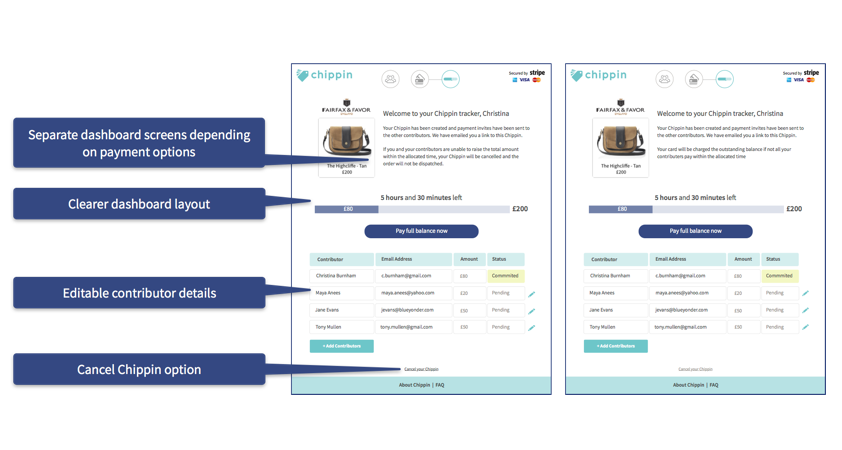 Separate dashboard screens depending
on payment options
Clearer dashboard layout
Editable contributor details
Cancel Chippin option
chippin
Secured by stripe
VISA
FAIRFAX & FAVOR
The Highcliffe - Tan
£200
Welcome to your Chippin tracker, Christina
Your Chippin has been created and payment invites have been sent to
the other contributors. We have emailed you a link to this Chippin.
If you and your contributors are unable to raise the total amount
within the allocated time, your Chippin will be cancelled and the
order will not be dispatched.
5 hours and 30 minutes left
£80 £200
Pay full balance now
Contributor Email Address Amount Status
Christina Burnham c.burnham@gmail.com £80 Commmited
Maya Anees maya.anees@yahoo.com £20 Pending
Jane Evans jevans@blueyonder.com £50 Pending
Tony Mullen tony.mullen@gmail.com £50 Pending
+ Add Contributors
Cancel your Chippin
About Chippin | FAQ
chippin
Secured by stripe
VISA
FAIRFAX & FAVOR
The Highcliffe - Tan
£200
Welcome to your Chippin tracker, Christina
Your Chippin has been created and payment invites have been sent to
the other contributors. We have emailed you a link to this Chippin.
Your card will be charged the outstanding balance if not all your
contributors pay within the allocated time
5 hours and 30 minutes left
£80 £200
Pay full balance now
Contributor Email Address Amount Status
Christina Burnham c.burnham@gmail.com £80 Commmited
Maya Anees maya.anees@yahoo.com £20 Pending
Jane Evans jevans@blueyonder.com £50 Pending
Tony Mullen tony.mullen@gmail.com £50 Pending
+ Add Contributors
Cancel your Chippin
About Chippin | FAQ